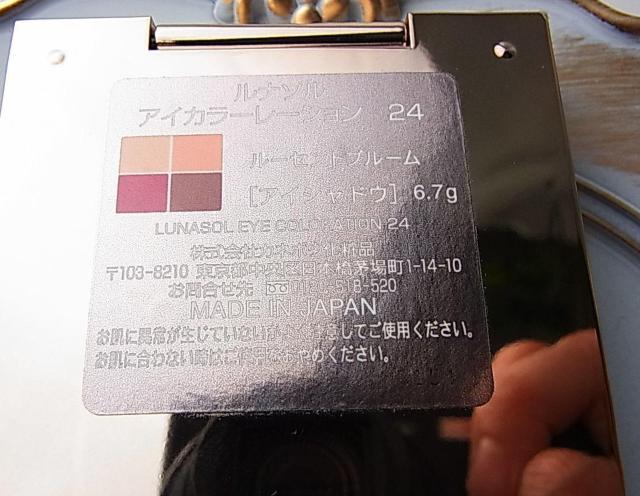 ルナソル
アイカラーレーション 24
ルーセントブルーム
[アイシャドウ] 6.7g
LUNASOL EYE COLORATION 24
株式会社カネボウ化粧品
〒103-8210 東京都中央区日本橋茅場町1-14-10
お問合せ先 518-520
MADE IN JAPAN
お肌に異常が生じていないかよく注意してご使用ください。
お肌に合わない時はご使用をおやめください。